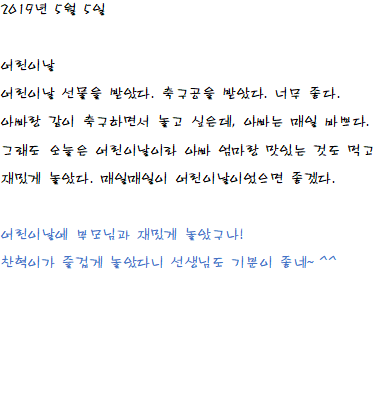 2019년 5월 5일
어린이날
어린이날 선물을 받았다. 축구공을 받았다. 너무 좋다.
아빠랑 같이 축구하면서 놀고 싶은데, 아빠는 매일 바쁘다.
그래도 오늘은 어린이날이라 아빠 엄마랑 맛있는 것도 먹고
재밌게 놀았다. 매일매일이 어린이날이었으면 좋겠다.
어린이날에 부모님과 재밌게 놀았구나!
찬혁이가 즐겁게 놀았다니 선생님도 기분이 좋네~ ^^